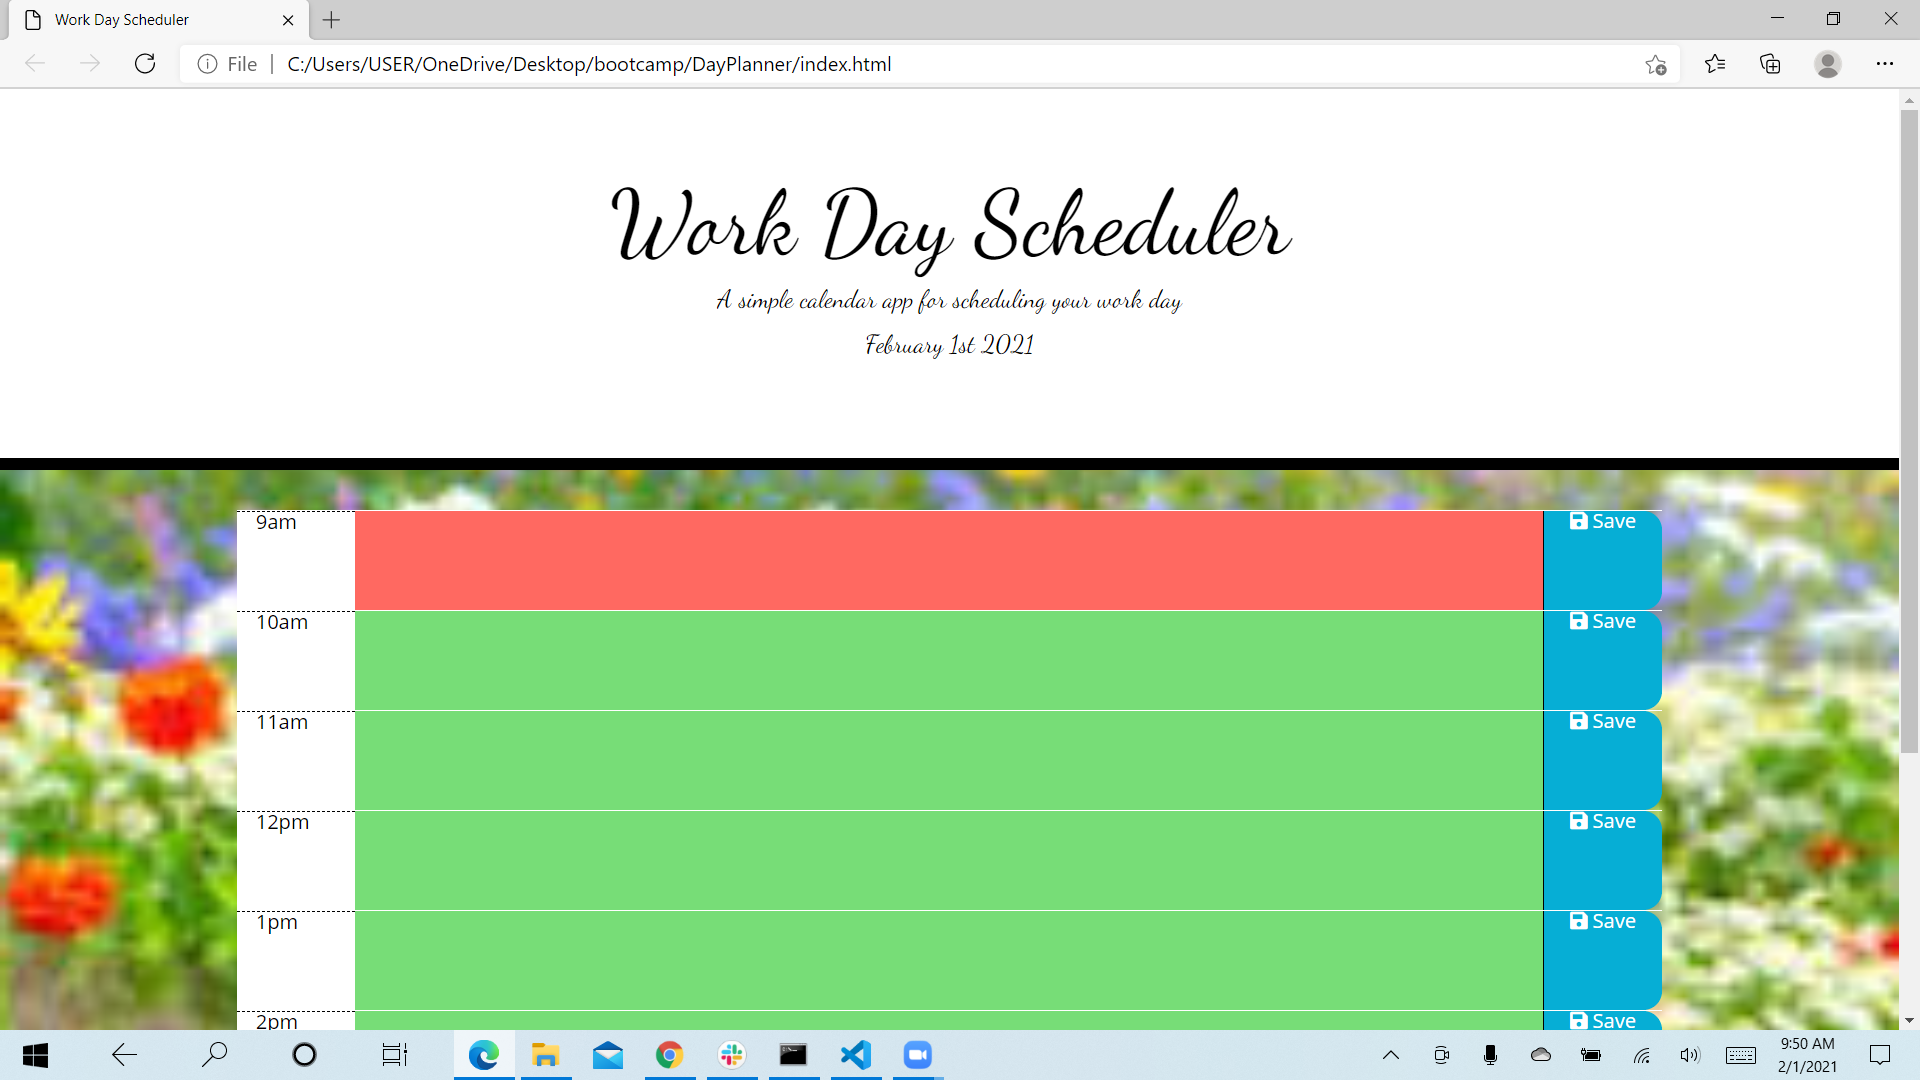 Work Day Scheduler
File
C:/Users/USER/OneDrive/Desktop/bootcamp/DayPlanner/index.html
Work Day Scheduler
A simple calendar app for scheduling your work day
February 1st 2021
9am Save
10am Save
11am Save
12pm Save
1pm Save
2pm Save
9:50 AM
2/1/2021